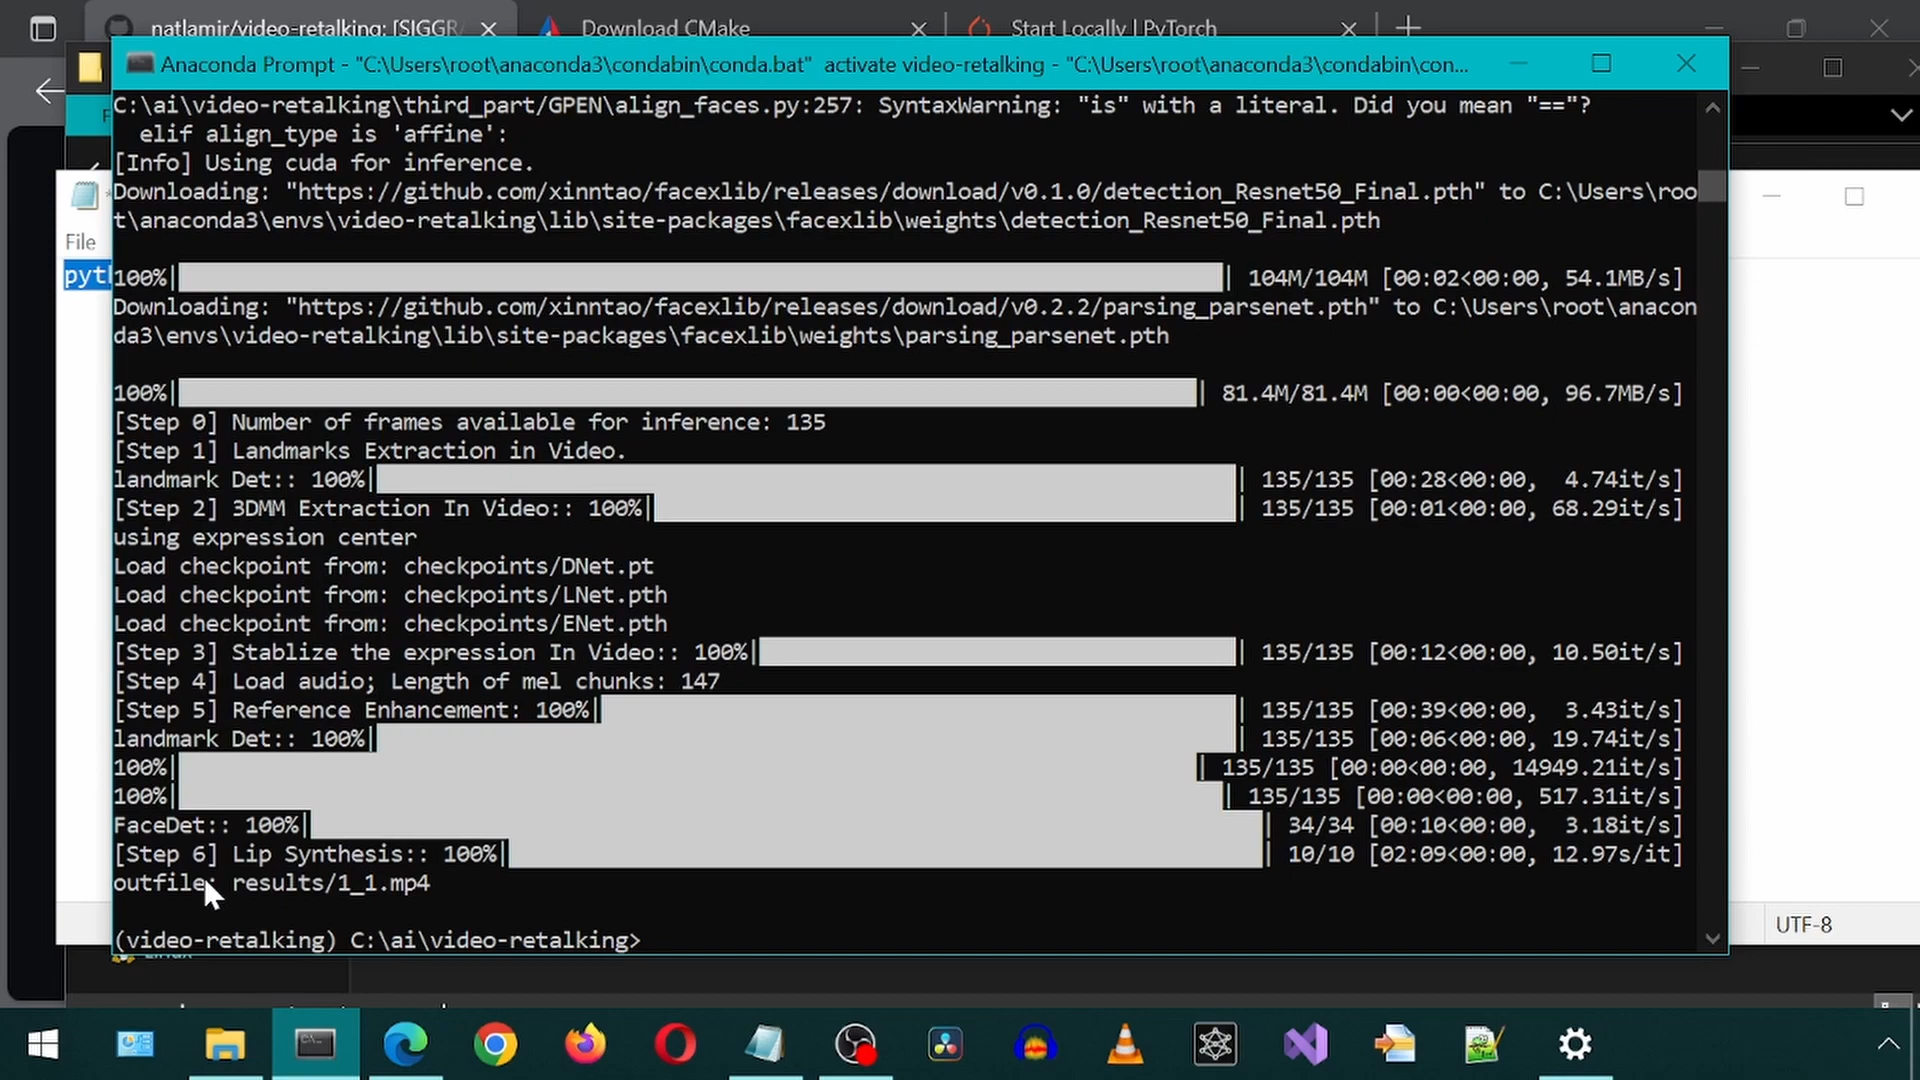 natlamir/video-retalking: [SIGGR/
Download CMake
Start Locally | PyTorch
Anaconda Prompt - "C:\Users\root\anaconda3\condabin\conda.bat" activate video-retalking - "C:\Users\root\anaconda3\condabin\con...
C:\ai\video-retalking\third_part/GPEN\align_faces.py:257: SyntaxWarning: "is" with a literal. Did you mean "=="?
elif align_type is 'affine':
[Info] Using cuda for inference.
Downloading: "https://github.com/xinntao/facexlib/releases/download/v0.1.0/detection_Resnet50_Final.pth" to C:\Users\roo
t\anaconda3\envs\video-retalking\lib\site-packages\facexlib\weights\detection_Resnet50_Final.pth
File
pyth
100%| | 104M/104M [00:02<00:00, 54.1MB/s]
Downloading: "https://github.com/xinntao/facexlib/releases/download/v0.2.2/parsing_parsenet.pth" to C:\Users\root\anacon
da3\envs\video-retalking\lib\site-packages\facexlib\weights\parsing_parsenet.pth
100%| | 81.4M/81.4M [00:00<00:00, 96.7MB/s]
[Step 0] Number of frames available for inference: 135
[Step 1] Landmarks Extraction in Video.
landmark Det:: 100%| | 135/135 [00:28<00:00, 4.74it/s]
[Step 2] 3DMM Extraction In Video:: 100%| | 135/135 [00:01<00:00, 68.29it/s]
using expression center
Load checkpoint from: checkpoints/DNet.pt
Load checkpoint from: checkpoints/LNet.pth
Load checkpoint from: checkpoints/ENet.pth
[Step 3] Stablize the expression In Video:: 100%| | 135/135 [00:12<00:00, 10.50it/s]
[Step 4] Load audio; Length of mel chunks: 147
[Step 5] Reference Enhancement: 100%| | 135/135 [00:39<00:00, 3.43it/s]
landmark Det:: 100%| | 135/135 [00:06<00:00, 19.74it/s]
100%| | 135/135 [00:00<00:00, 14949.21it/s]
100%| | 135/135 [00:00<00:00, 517.31it/s]
FaceDet:: 100%| | 34/34 [00:10<00:00, 3.18it/s]
[Step 6] Lip Synthesis:: 100%| | 10/10 [02:09<00:00, 12.97s/it]
outfile: results/1_1.mp4
(video-retalking) C:\ai\video-retalking>
UTF-8